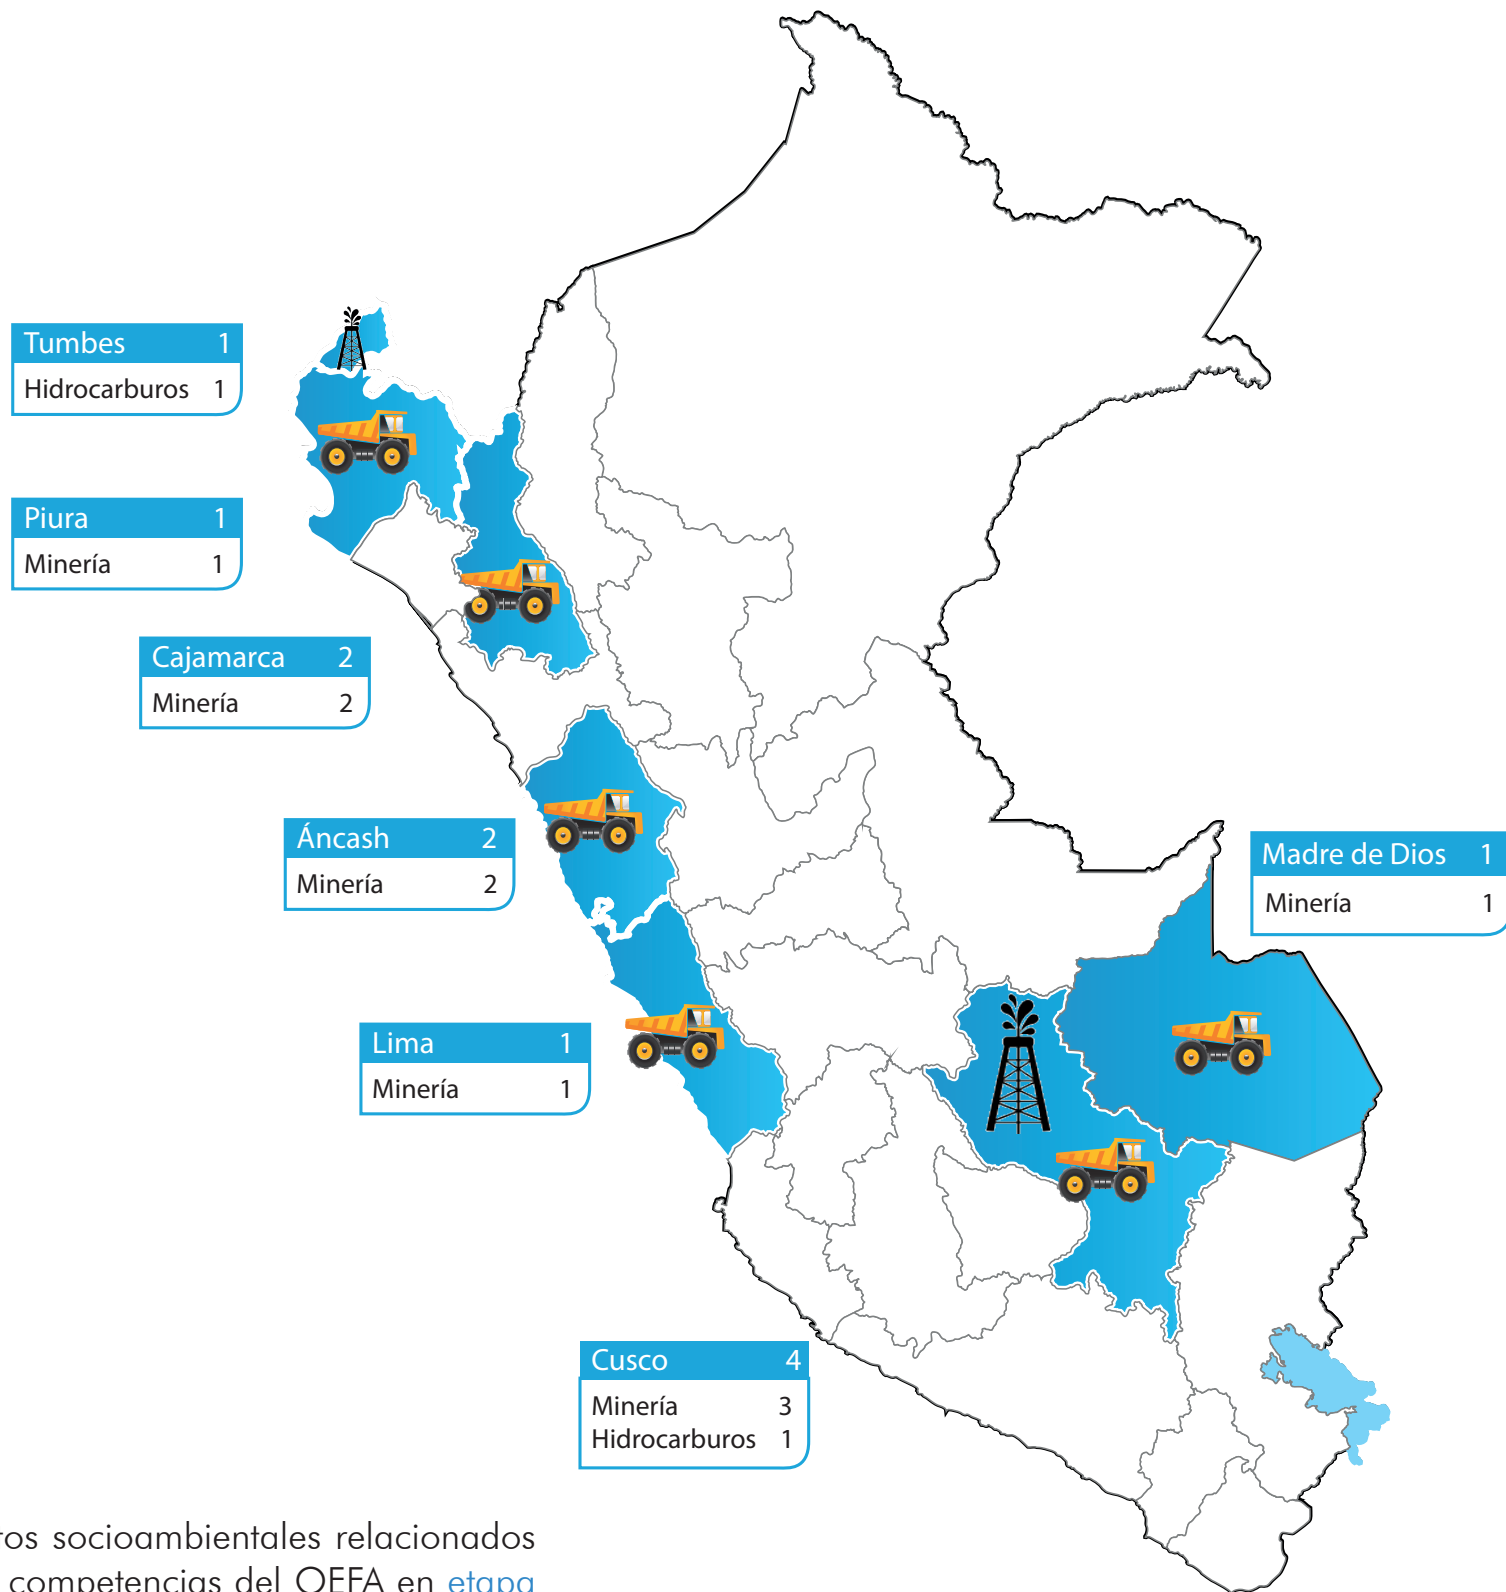 Tumbes 1
Hidrocarburos 1
Piura 1
Minería 1
Cajamarca 2
Minería 2
Áncash 2
Minería 2
Madre de Dios 1
Minería 1
Lima 1
Minería 1
Cusco 4
Minería 3
Hidrocarburos 1
socioambientales relacionados
competencias del OEFA en etapa